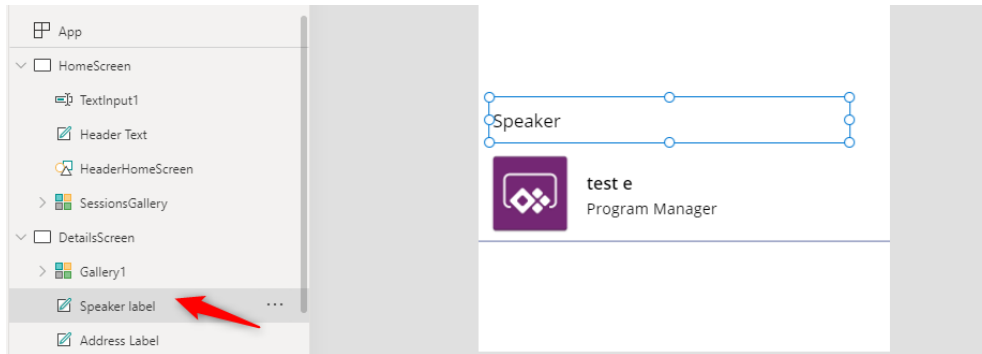 App
HomeScreen
TextInput1
Header Text
HeaderHomeScreen
SessionsGallery
DetailsScreen
Gallery1
Speaker label
Address Label
Speaker
test e
Program Manager